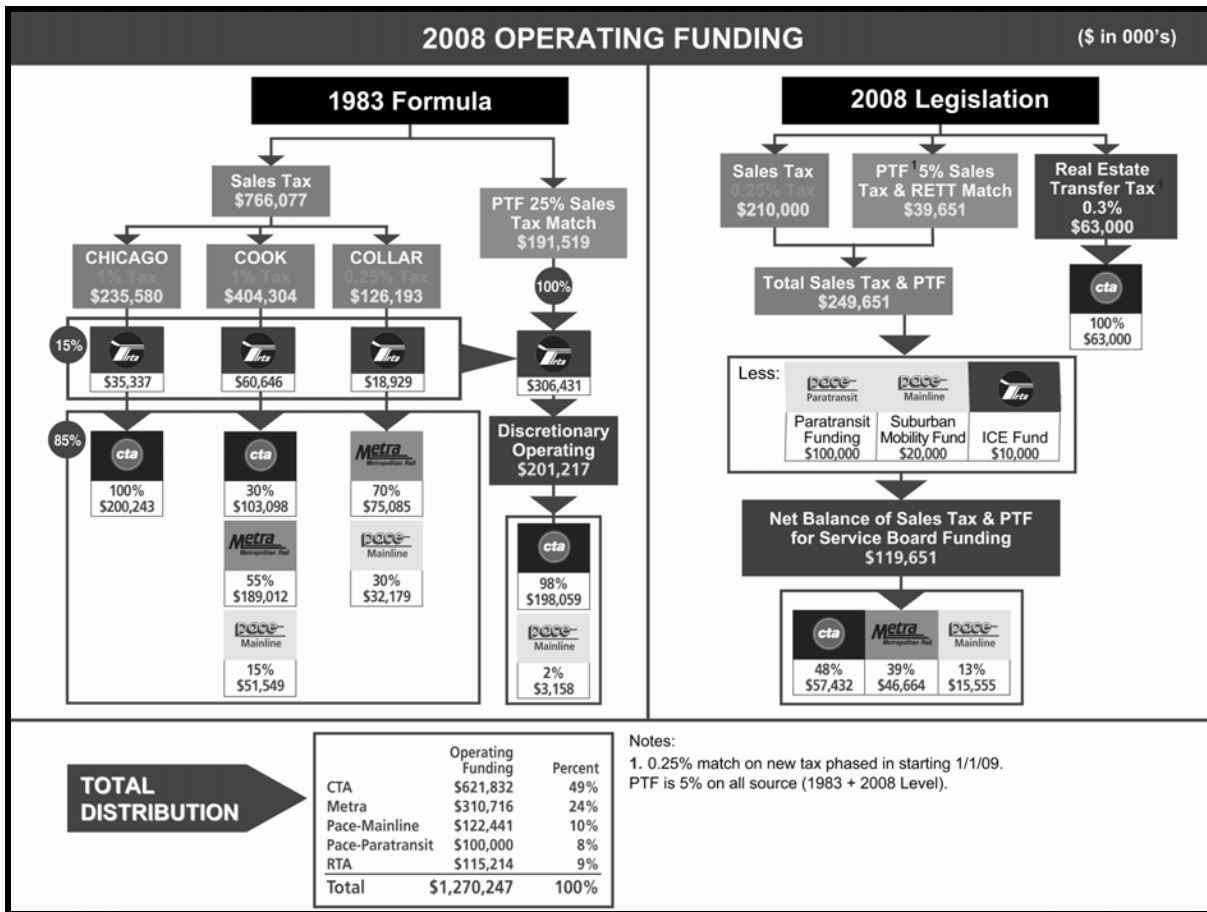 2008 OPERATING FUNDING
($ in 000's)
1983 Formula
Sales Tax
$766,077
PTF 25% Sales
Tax Match
$191,519
CHICAGO
1% Tax
$235,580
COOK
1% Tax
$404,304
COLLAR
0.25% Tax
$126,193
100%
15%
rta
$35,337
rta
$60,646
rta
$18,929
rta
$306,431
85%
cta
100%
$200,243
cta
30%
$103,098
Metra
Metropolitan Rail
55%
$189,012
pace
Mainline
15%
$51,549
Metra
Metropolitan Rail
70%
$75,085
pace
Mainline
30%
$32,179
Discretionary
Operating
$201,217
cta
98%
$198,059
pace
Mainline
2%
$3,158
2008 Legislation
Sales Tax
0.25% Tax
$210,000
PTF 1 5% Sales
Tax & RETT Match
$39,651
Real Estate
Transfer Tax 1
0.3%
$63,000
Total Sales Tax & PTF
$249,651
cta
100%
$63,000
Less:
pace
Paratransit
Paratransit
Funding
$100,000
pace
Mainline
Suburban
Mobility Fund
$20,000
rta
ICE Fund
$10,000
Net Balance of Sales Tax & PTF
for Service Board Funding
$119,651
cta
48%
$57,432
Metra
Metropolitan Rail
39%
$46,664
pace
Mainline
13%
$15,555
TOTAL
DISTRIBUTION
Operating
Funding Percent
CTA $621,832 49%
Metra $310,716 24%
Pace-Mainline $122,441 10%
Pace-Paratransit $100,000 8%
RTA $115,214 9%
Total $1,270,247 100%
Notes:
1. 0.25% match on new tax phased in starting 1/1/09.
PTF is 5% on all source (1983 + 2008 Level).